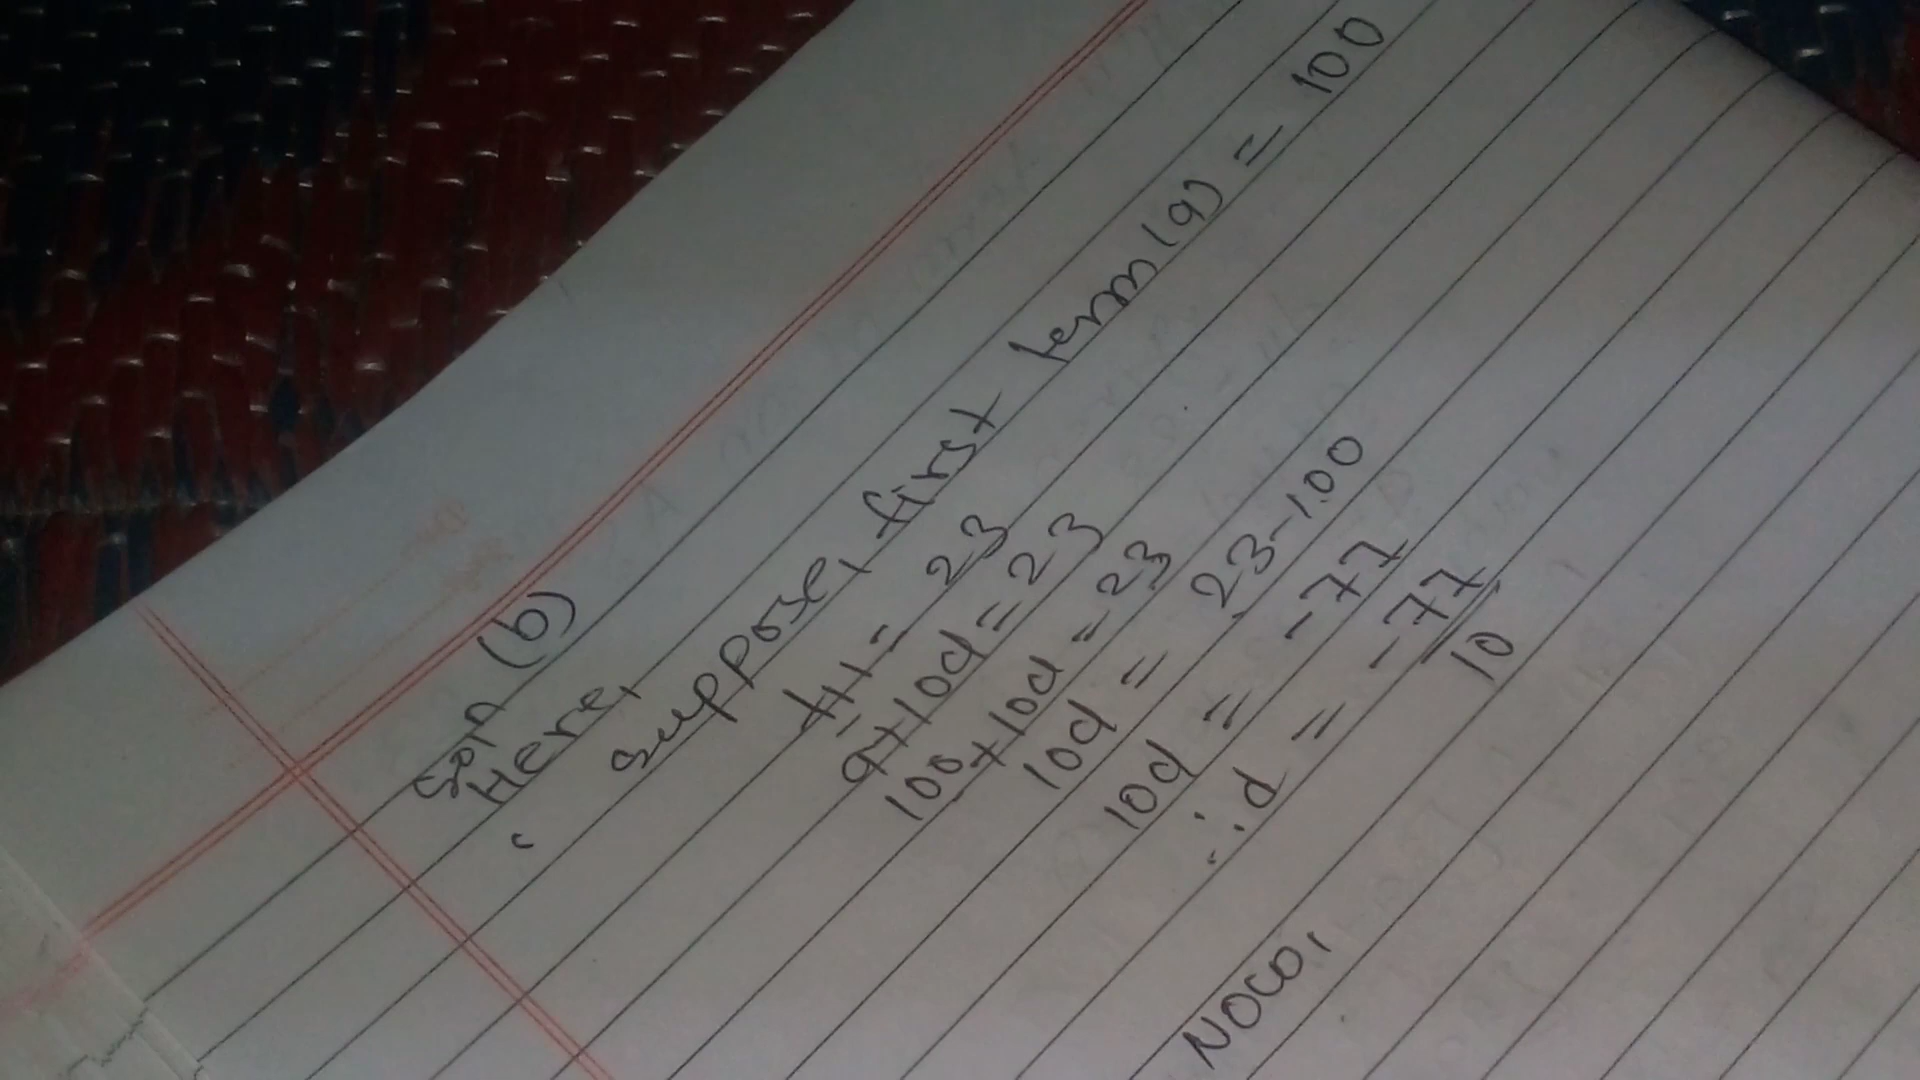 Soln (b)
Here,
suppose, first term (a) = 100
t11 = 23
a+10d = 23
100+10d = 23
10d = 23-100
10d = -77
∴ d = -77/10
Now,